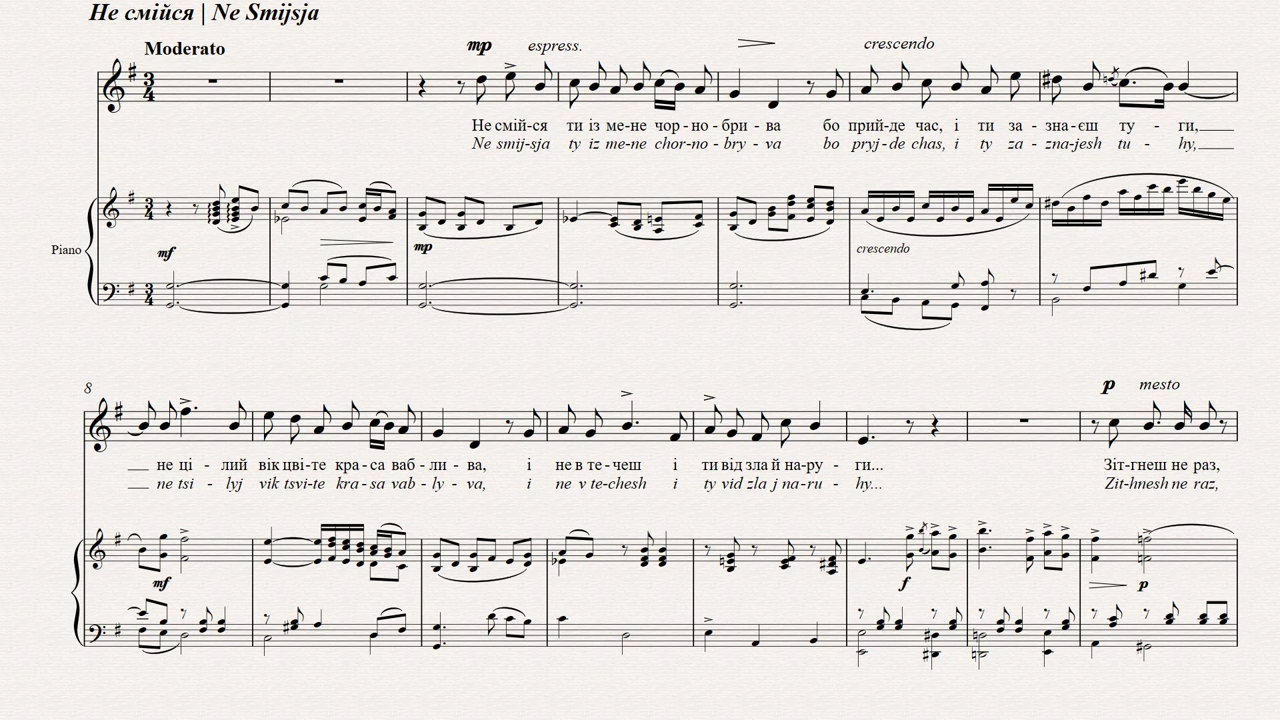 Не смійся | Ne Smijsja
Moderato
mp espress. crescendo
Не смій-ся ти із ме-не чор-но-бри-ва бо прий-де час, і ти за-зна-єш ту-ги,
Ne smij-sja ty iz me-ne chor-no-bry-va bo pryj-de chas, i ty za-zna-jesh tu-hy,
Piano
mf mp crescendo
8
p mesto
не ці-лий вік цві-те кра-са ваб-ли-ва, і не в те-чеш і ти від зла й на-ру-ги... Зіт-гнеш не раз,
ne tsi-lyj vik tsvi-te kra-sa vab-ly-va, i ne v te-chesh i ty vid zla j na-ru-hy... Zit-hnesh ne raz,
mf f p